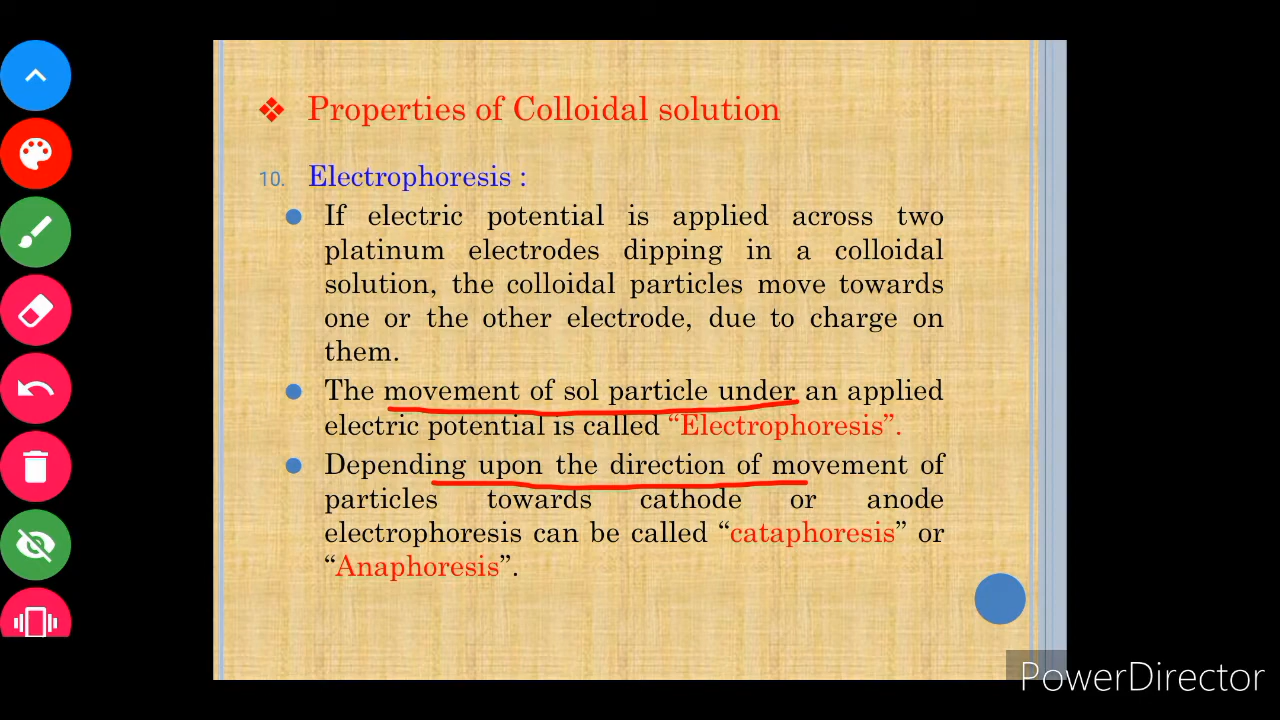 ❖ Properties of Colloidal solution
10. Electrophoresis :
● If electric potential is applied across two
platinum electrodes dipping in a colloidal
solution, the colloidal particles move towards
one or the other electrode, due to charge on
them.
● The movement of sol particle under an applied
electric potential is called “Electrophoresis”.
● Depending upon the direction of movement of
particles towards cathode or anode
electrophoresis can be called “cataphoresis” or
“Anaphoresis”.
PowerDirector